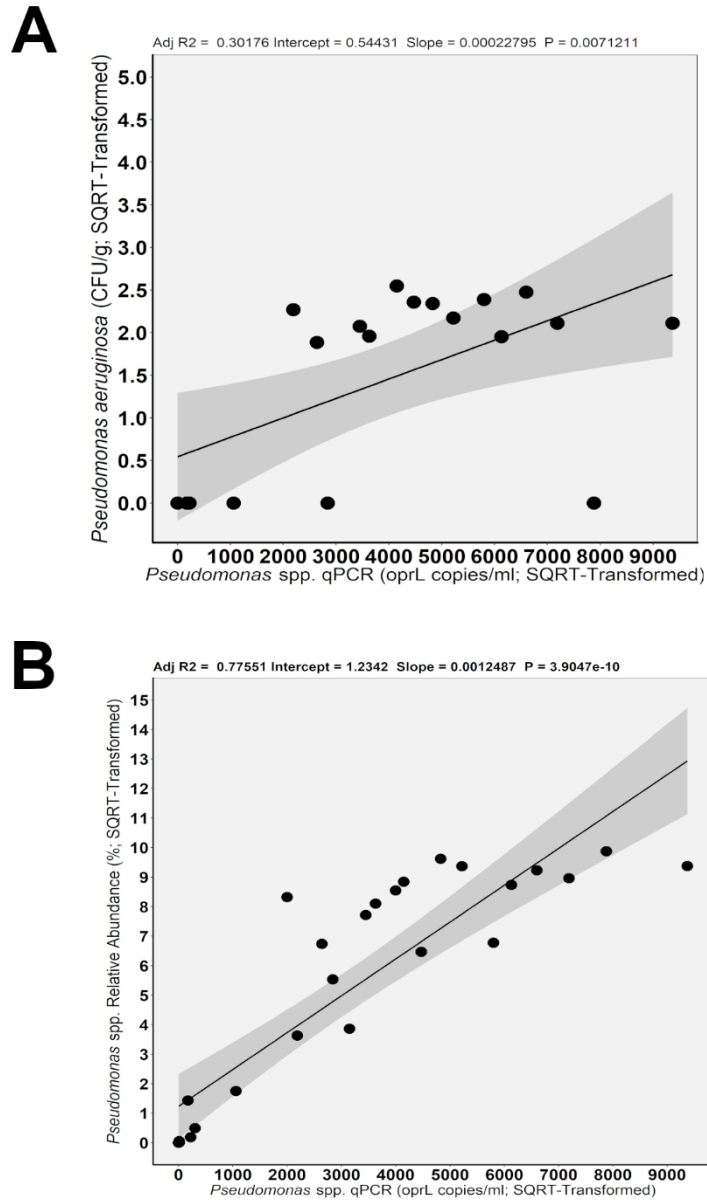 A
Adj R2 = 0.30176 Intercept = 0.54431 Slope = 0.00022795 P = 0.0071211
Pseudomonas aeruginosa (CFU/g; SQRT-Transformed)
5.0
4.5
4.0
3.5
3.0
2.5
2.0
1.5
1.0
0.5
0.0
0 1000 2000 3000 4000 5000 6000 7000 8000 9000
Pseudomonas spp. qPCR (oprL copies/ml; SQRT-Transformed)
B
Adj R2 = 0.77551 Intercept = 1.2342 Slope = 0.0012487 P = 3.9047e-10
Pseudomonas spp. Relative Abundance (%; SQRT-Transformed)
15
14
13
12
11
10
9
8
7
6
5
4
3
2
1
0
0 1000 2000 3000 4000 5000 6000 7000 8000 9000
Pseudomonas spp. qPCR (oprL copies/ml; SQRT-Transformed)